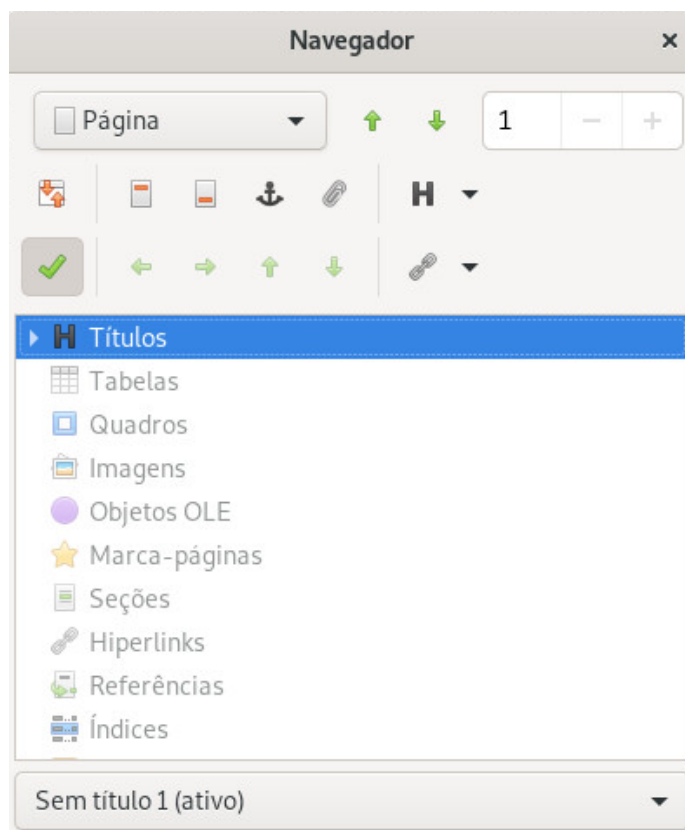 Navegador
Página
1
H
Títulos
Tabelas
Quadros
Imagens
Objetos OLE
Marca-páginas
Seções
Hiperlinks
Referências
Índices
Sem título 1 (ativo)